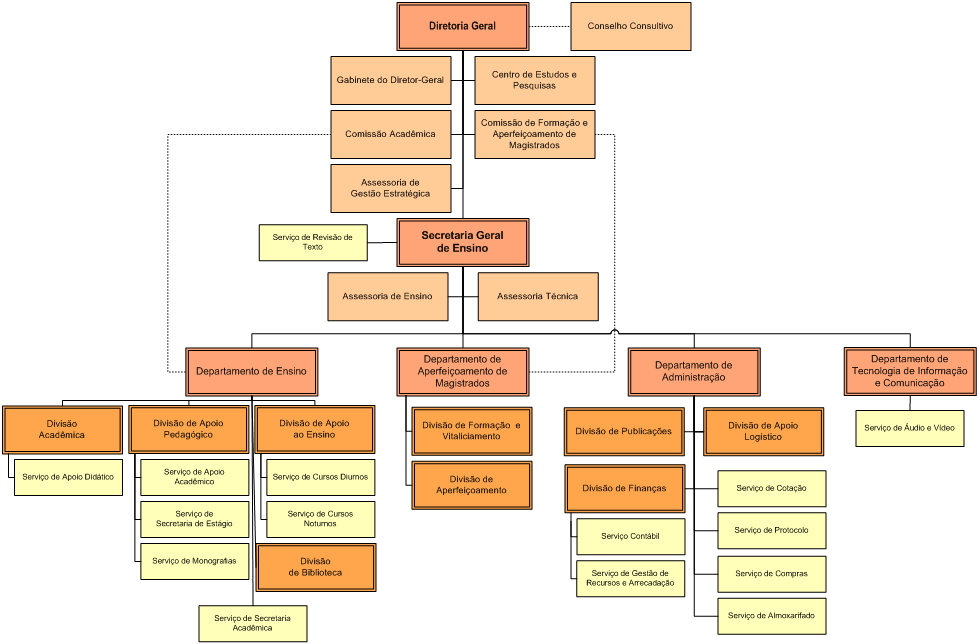 Diretoria Geral
Conselho Consultivo
Gabinete do Diretor-Geral
Centro de Estudos e
Pesquisas
Comissão Acadêmica
Comissão de Formação e
Aperfeiçoamento de
Magistrados
Assessoria de
Gestão Estratégica
Serviço de Revisão de
Texto
Secretaria Geral
de Ensino
Assessoria de Ensino
Assessoria Técnica
Departamento de Ensino
Departamento de
Aperfeiçoamento de
Magistrados
Departamento de
Administração
Departamento de
Tecnologia de Informação
e Comunicação
Divisão
Acadêmica
Divisão de Apoio
Pedagógico
Divisão de Apoio
ao Ensino
Divisão de Formação e
Vitaliciamento
Divisão de Publicações
Divisão de Apoio
Logístico
Serviço de Áudio e Vídeo
Serviço de Apoio Didático
Serviço de Apoio
Acadêmico
Serviço de Cursos Diurnos
Divisão de
Aperfeiçoamento
Divisão de Finanças
Serviço de Cotação
Serviço de
Secretaria de Estágio
Serviço de Cursos
Noturnos
Serviço Contábil
Serviço de Protocolo
Serviço de Monografias
Divisão
de Biblioteca
Serviço de Gestão de
Recursos e Arrecadação
Serviço de Compras
Serviço de Secretaria
Acadêmica
Serviço de Almoxarifado